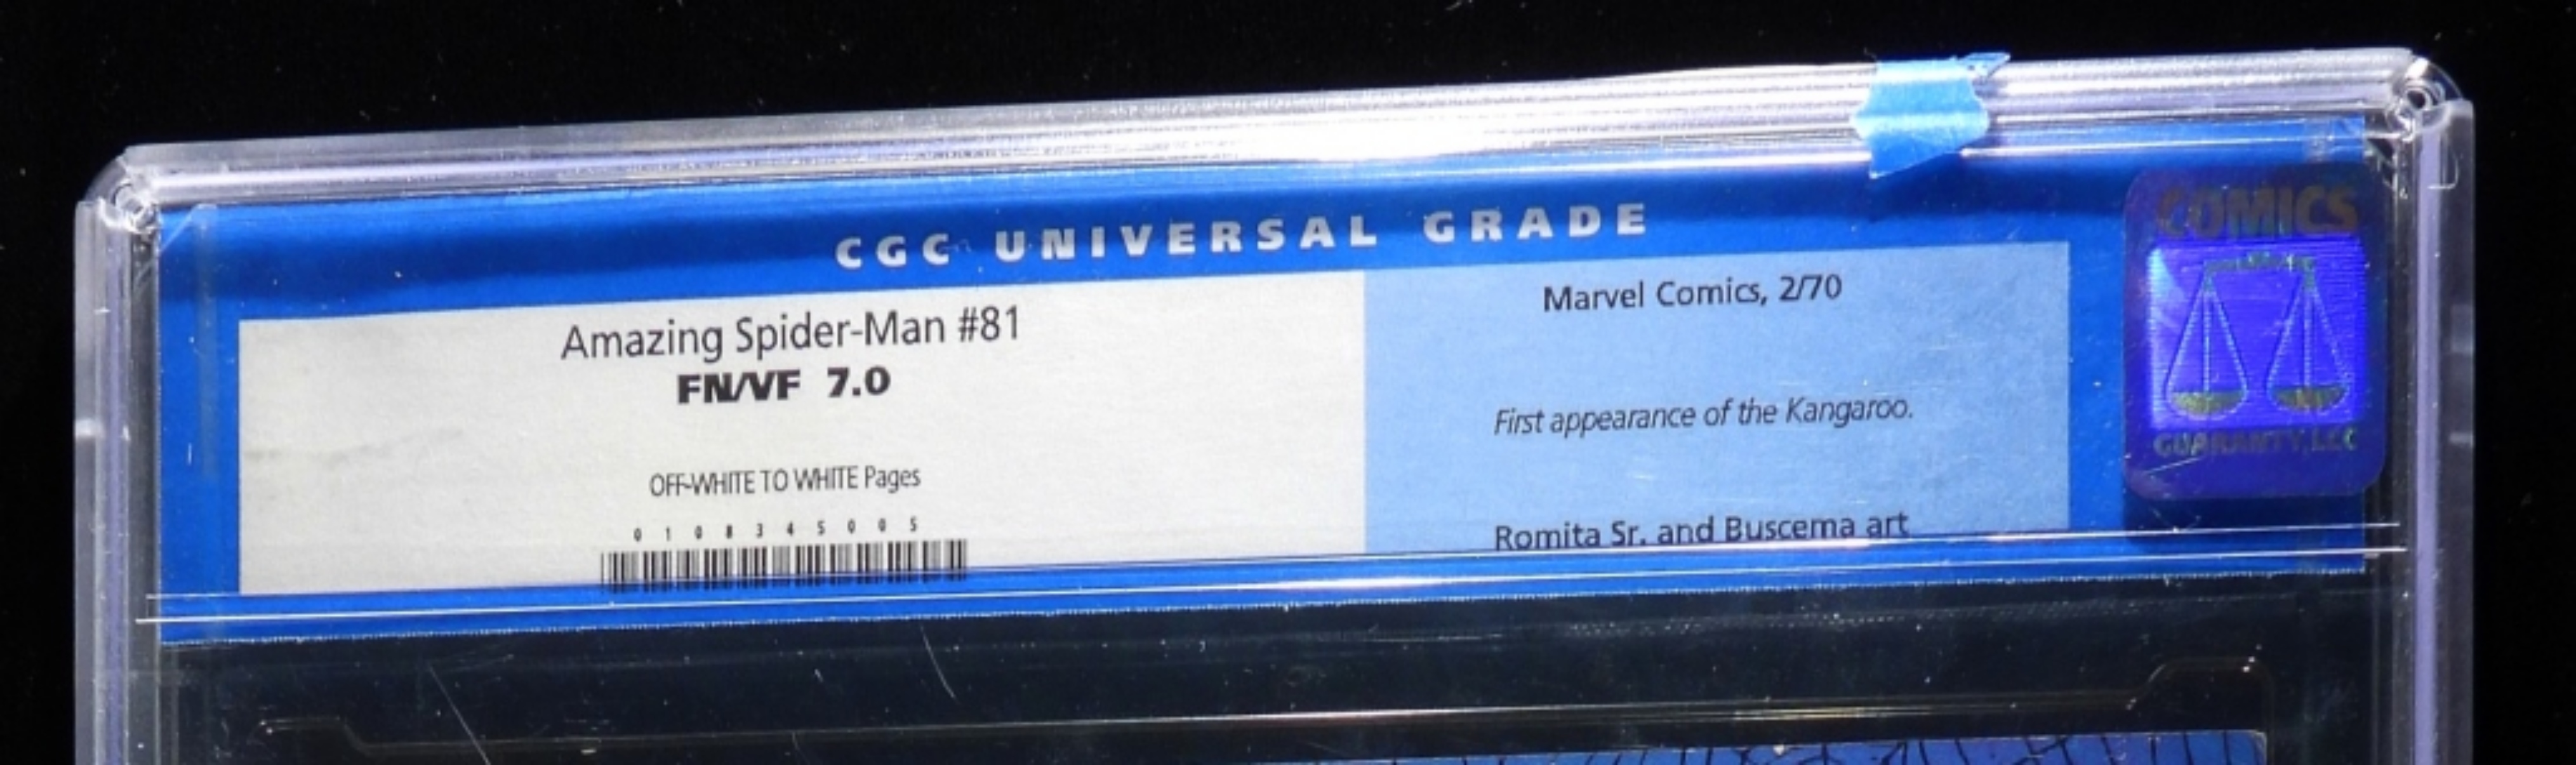 CGC UNIVERSAL GRADE
Amazing Spider-Man #81
FN/VF 7.0
OFF-WHITE TO WHITE Pages
0108345005
Marvel Comics, 2/70
First appearance of the Kangaroo.
Romita Sr. and Buscema art
COMICS
GUARANTY, LLC